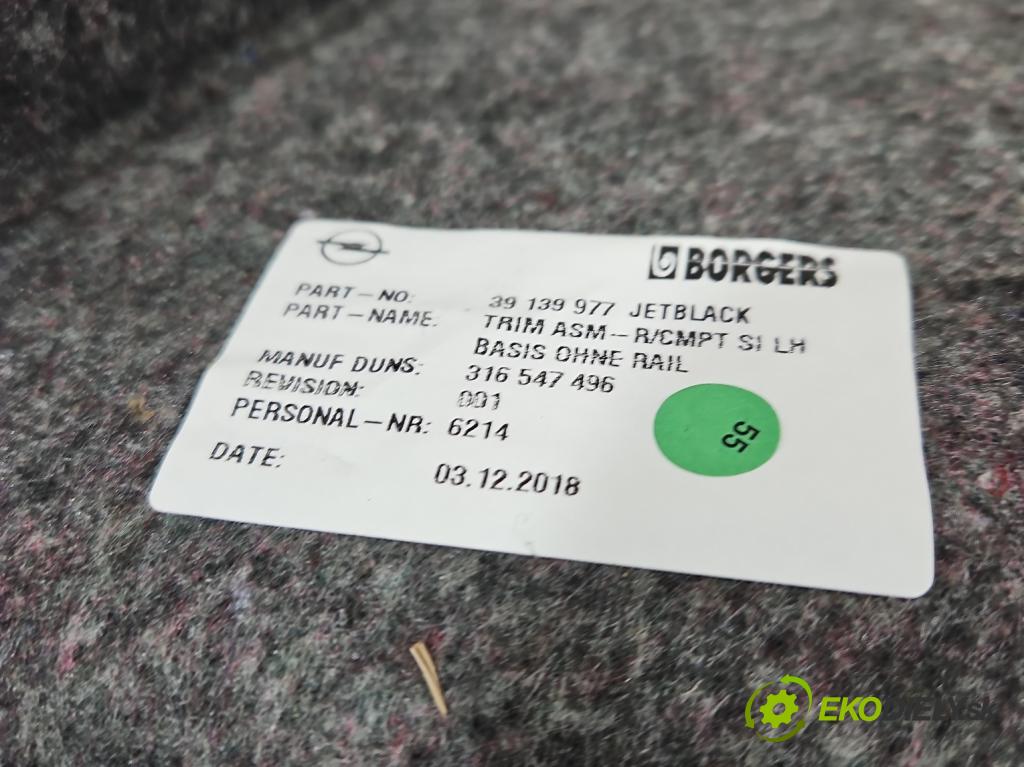 BORGERS
PART-NO: 39 139 977 JETBLACK
PART-NAME: TRIM ASM-R/CMPT SI LH
BASIS OHNE RAIL
MANUF DUNS: 316 547 496
REVISION: 001
PERSONAL-NR: 6214
DATE: 03.12.2018
55